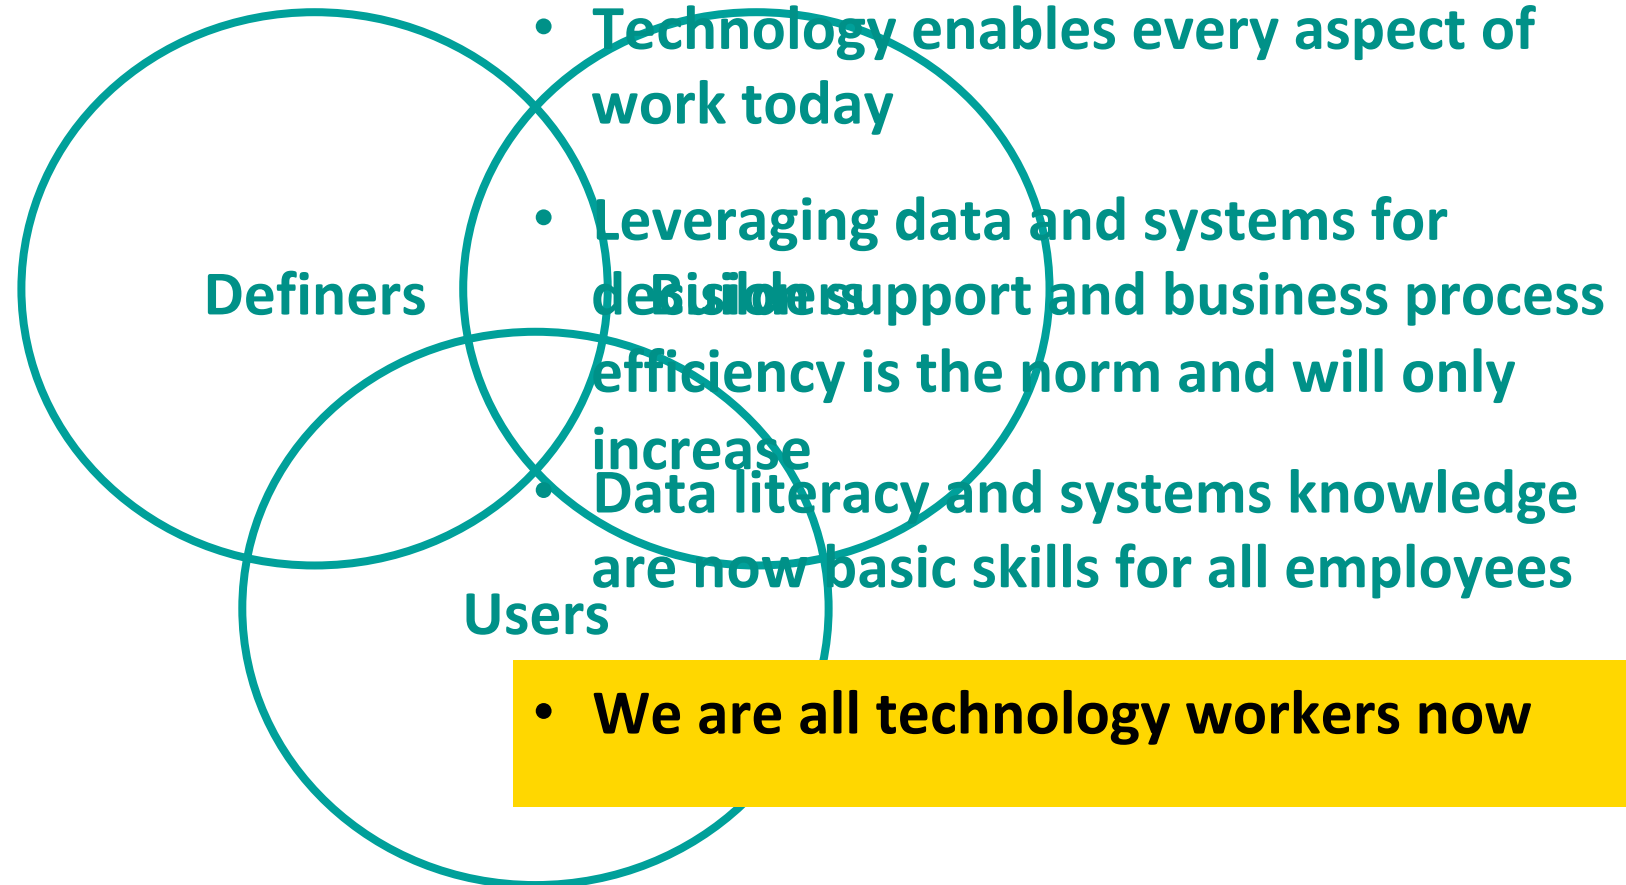 • Technology enables every aspect of
work today
• Leveraging data and systems for
Definers
Builders
decision support and business process
efficiency is the norm and will only
increase
• Data literacy and systems knowledge
are now basic skills for all employees
Users
• We are all technology workers now